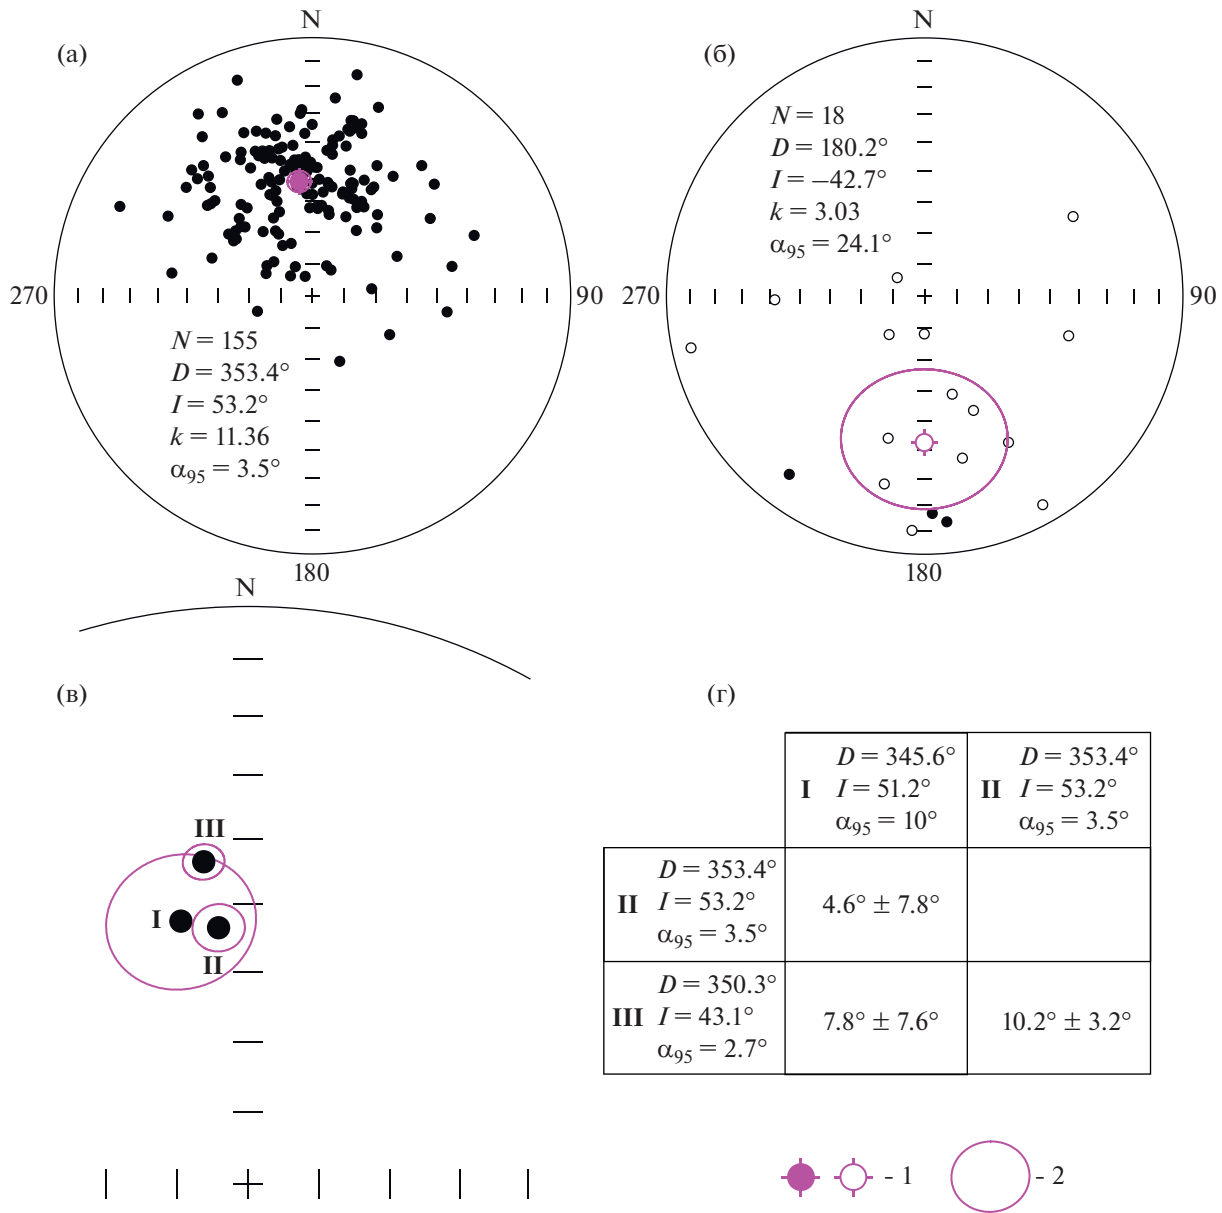 (а)
N
270
90
180
N = 155
D = 353.4°
I = 53.2°
k = 11.36
α95 = 3.5°
(б)
N
270
90
180
N = 18
D = 180.2°
I = –42.7°
k = 3.03
α95 = 24.1°
(в)
N
III
I
II
(г)
I
D = 345.6°
I = 51.2°
α95 = 10°
II
D = 353.4°
I = 53.2°
α95 = 3.5°
II
D = 353.4°
I = 53.2°
α95 = 3.5°
4.6° ± 7.8°
III
D = 350.3°
I = 43.1°
α95 = 2.7°
7.8° ± 7.6°
10.2° ± 3.2°
- 1
- 2